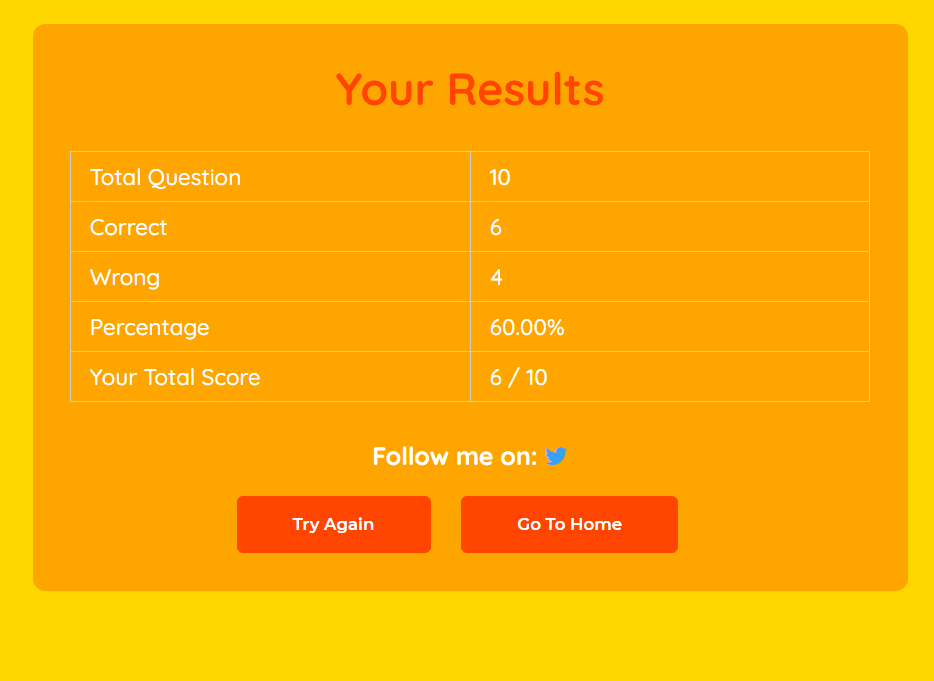 Your Results
Total Question 10
Correct 6
Wrong 4
Percentage 60.00%
Your Total Score 6 / 10
Follow me on:
Try Again Go To Home